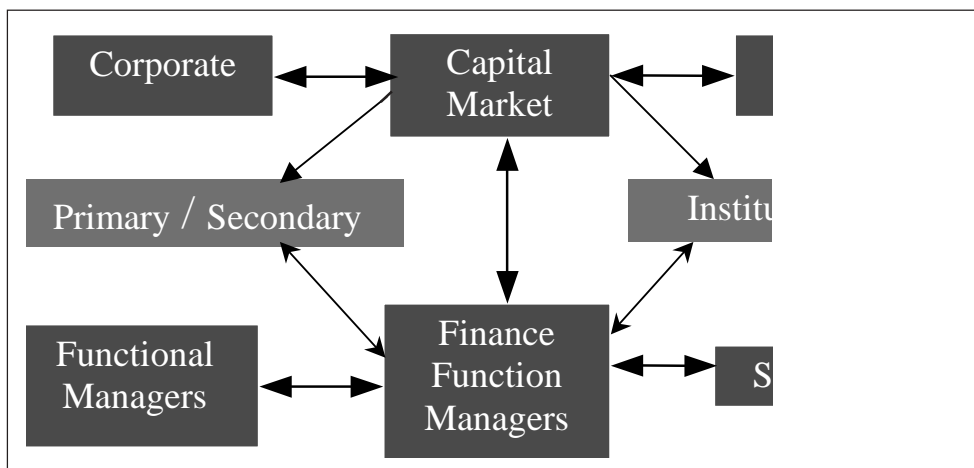 Corporate
Capital
Market
Primary / Secondary
Institu
Functional
Managers
Finance
Function
Managers
S